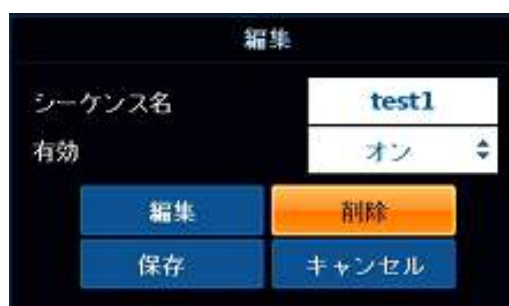 編集
シーケンス名 test1
有効 オン
編集 削除
保存 キャンセル